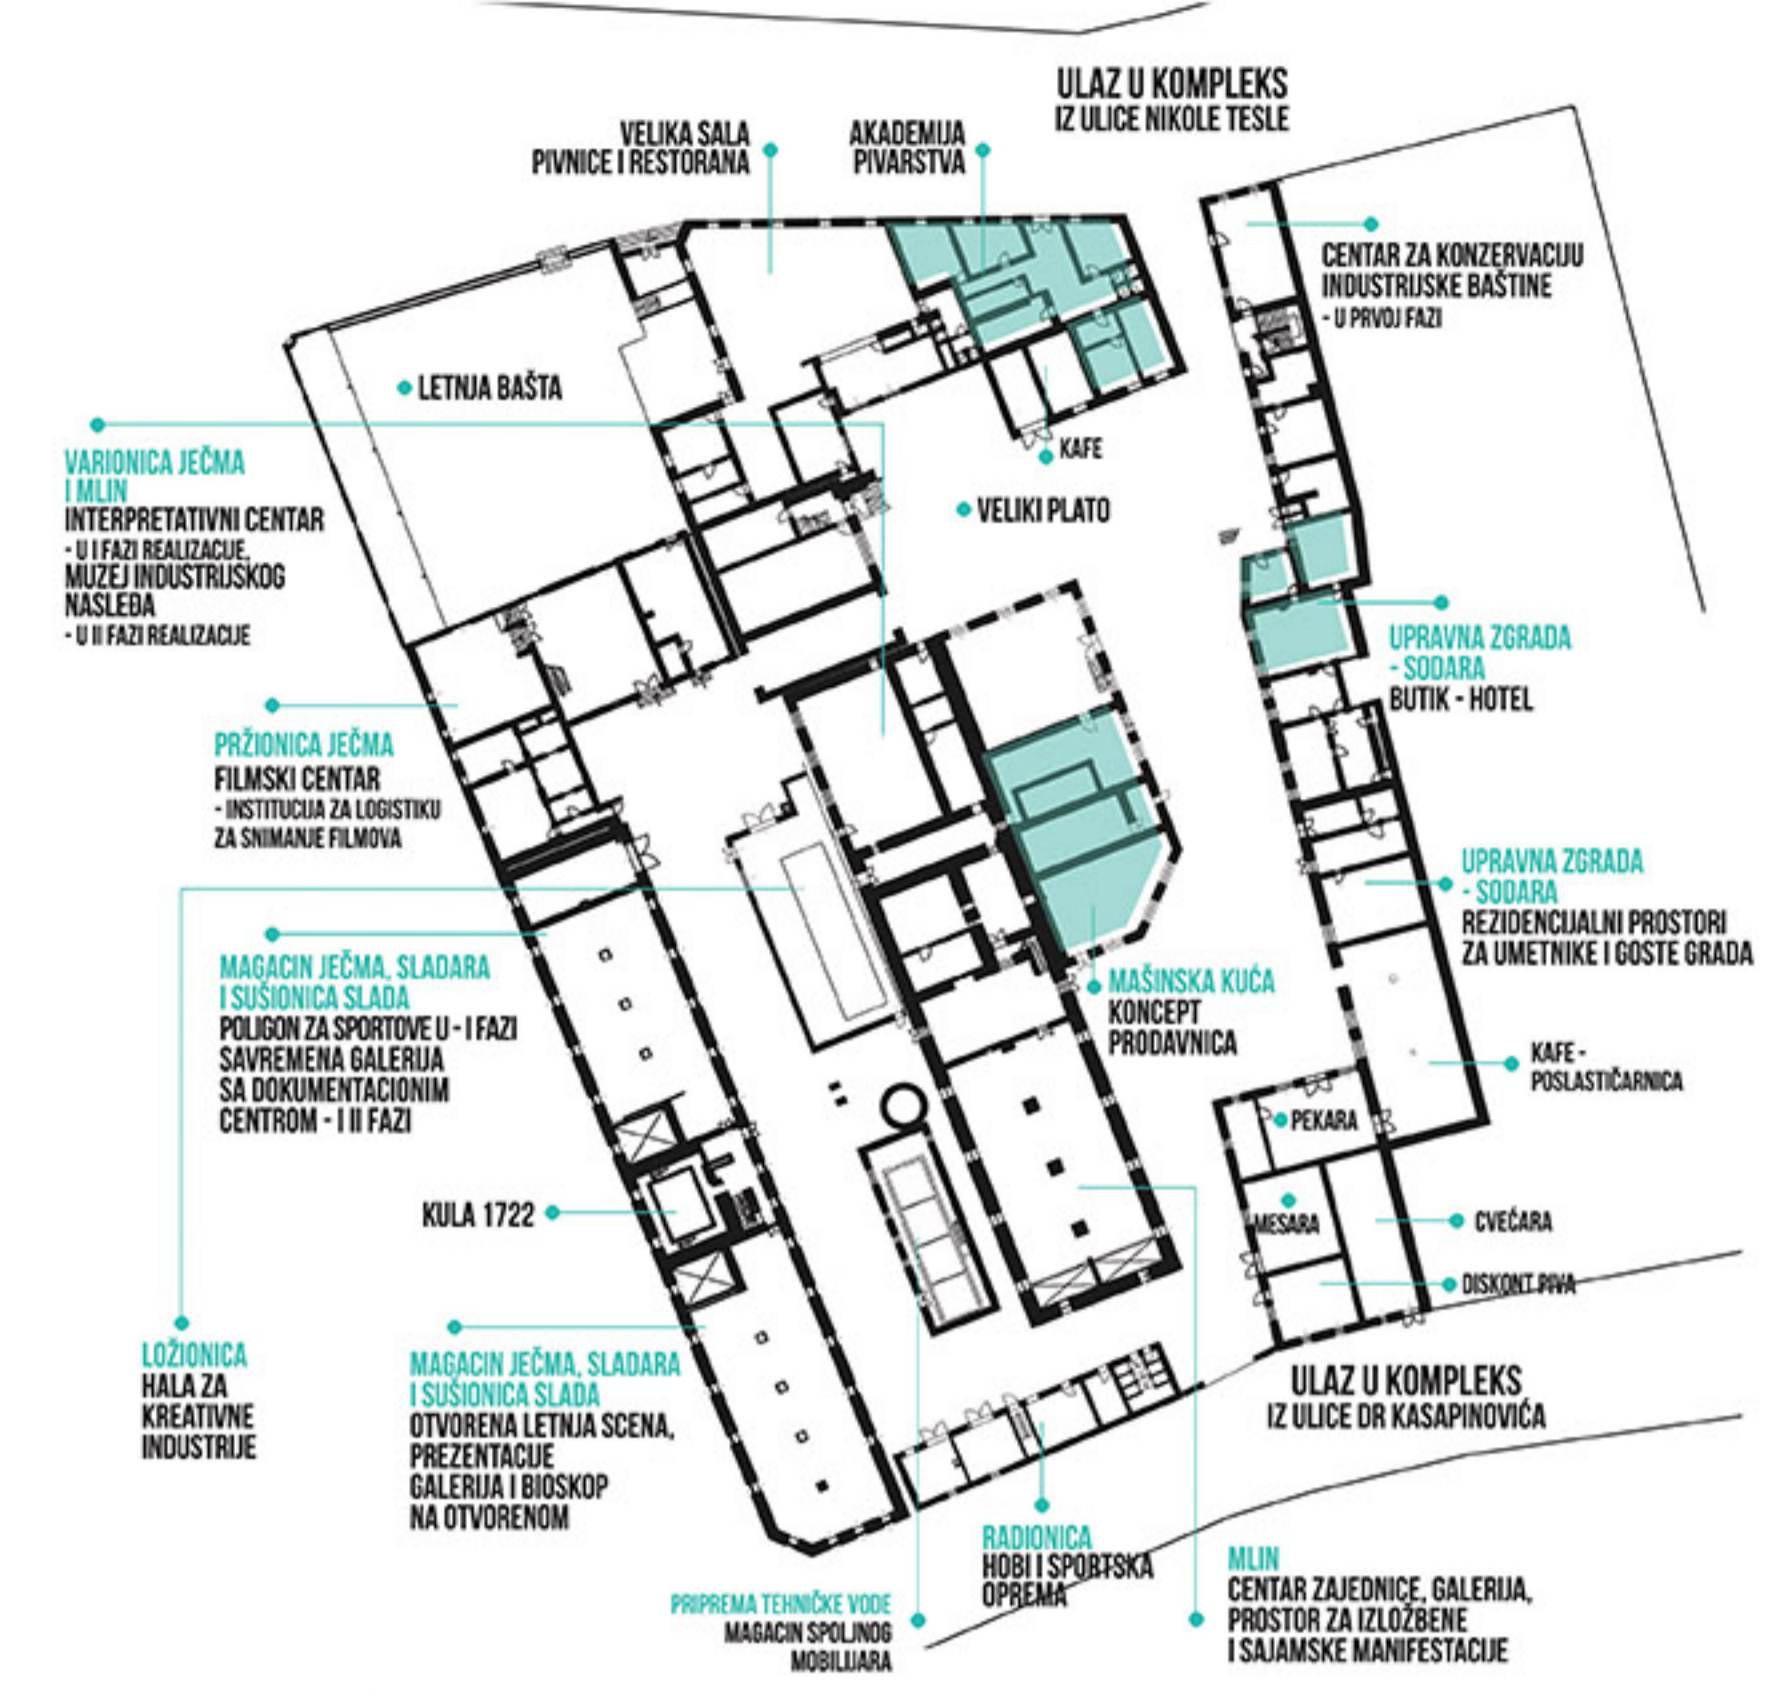 ULAZ U KOMPLEKS
IZ ULICE NIKOLE TESLE
VELIKA SALA
PIVNICE I RESTORANA
AKADEMIJA
PIVARSTVA
CENTAR ZA KONZERVACIJU
INDUSTRIJSKE BAŠTINE
- U PRVOJ FAZI
LETNJA BAŠTA
KAFE
VELIKI PLATO
VARIONICA JEČMA
I MLIN
INTERPRETATIVNI CENTAR
- U I FAZI REALIZACIJE,
MUZEJ INDUSTRIJSKOG
NASLEĐA
- U II FAZI REALIZACIJE
UPRAVNA ZGRADA
- SODARA
BUTIK - HOTEL
PRŽIONICA JEČMA
FILMSKI CENTAR
- INSTITUCIJA ZA LOGISTIKU
ZA SNIMANJE FILMOVA
UPRAVNA ZGRADA
- SODARA
REZIDENCIJALNI PROSTORI
ZA UMETNIKE I GOSTE GRADA
MAGACIN JEČMA, SLADARA
I SUŠIONICA SLADA
POLIGON ZA SPORTOVE U - I FAZI
SAVREMENA GALERIJA
SA DOKUMENTACIONIM
CENTROM - I II FAZI
MAŠINSKA KUĆA
KONCEPT
PRODAVNICA
KAFE -
POSLASTIČARNICA
PEKARA
KULA 1722
MESARA
CVEĆARA
DISKONT PIVA
LOŽIONICA
HALA ZA
KREATIVNE
INDUSTRIJE
MAGACIN JEČMA, SLADARA
I SUŠIONICA SLADA
OTVORENA LETNJA SCENA,
PREZENTACIJE
GALERIJA I BIOSKOP
NA OTVORENOM
ULAZ U KOMPLEKS
IZ ULICE DR KASAPINOVIĆA
RADIONICA
HOBI I SPORTSKA
OPREMA
MLIN
CENTAR ZAJEDNICE, GALERIJA,
PROSTOR ZA IZLOŽBENE
I SAJAMSKE MANIFESTACIJE
PRIPREMA TEHNIČKE VODE
MAGACIN SPOLJNOG
MOBILIJARA